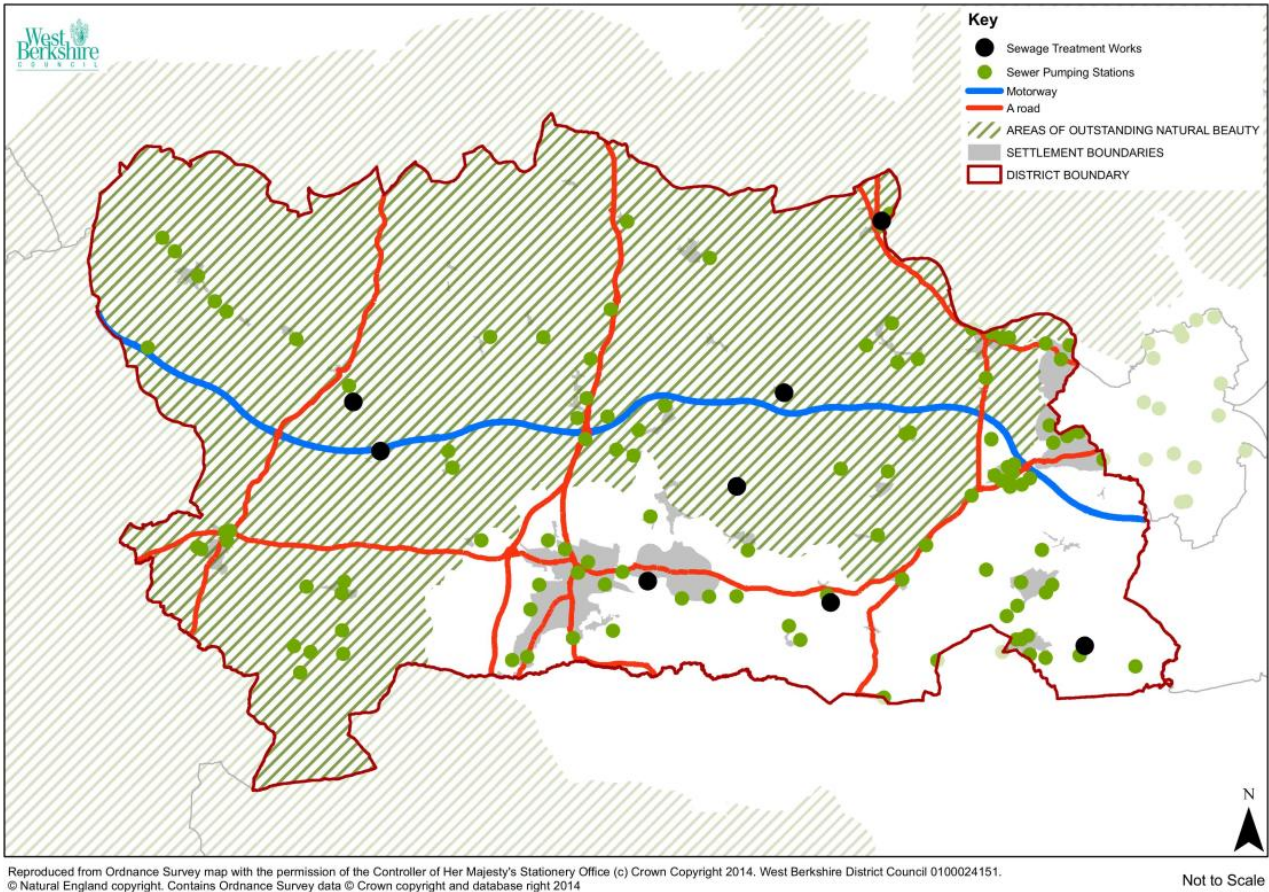 West
Berkshire
COUNCIL
Key
Sewage Treatment Works
Sewer Pumping Stations
Motorway
A road
AREAS OF OUTSTANDING NATURAL BEAUTY
SETTLEMENT BOUNDARIES
DISTRICT BOUNDARY
N
Reproduced from Ordnance Survey map with the permission of the Controller of Her Majesty's Stationery Office (c) Crown Copyright 2014. West Berkshire District Council 0100024151.
© Natural England copyright. Contains Ordnance Survey data © Crown copyright and database right 2014
Not to Scale